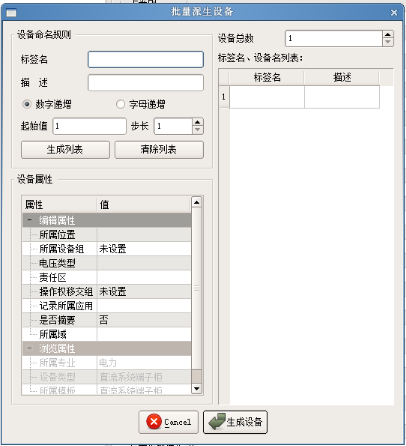 批量派生设备
设备命名规则
标签名
描 述
数字递增 字母递增
起始值 1 步长 1
生成列表 清除列表
设备属性
属性 值
编辑属性
所属位置
所属设备组 未设置
电压类型
责任区
操作权移交组 未设置
记录所属应用
是否摘要 否
所属域
浏览属性
所属专业 电力
设备类型 直流系统端子柜
所属模板 直流系统端子柜
设备总数 1
标签名、设备名列表:
标签名 描述
1
Cancel 生成设备